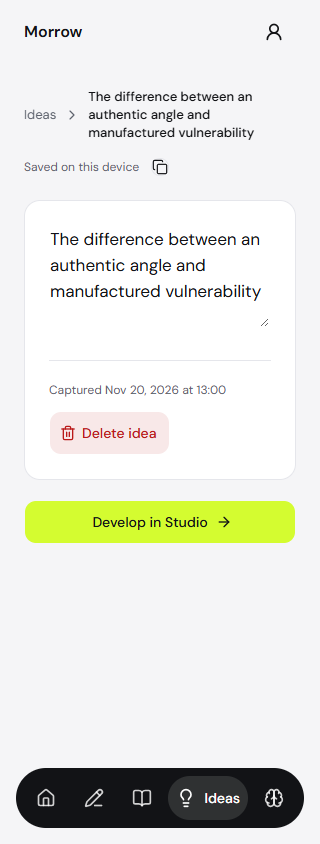 Morrow
Ideas
The difference between an
authentic angle and
manufactured vulnerability
Saved on this device
The difference between an
authentic angle and
manufactured vulnerability
Captured Nov 20, 2026 at 13:00
Delete idea
Develop in Studio
Ideas